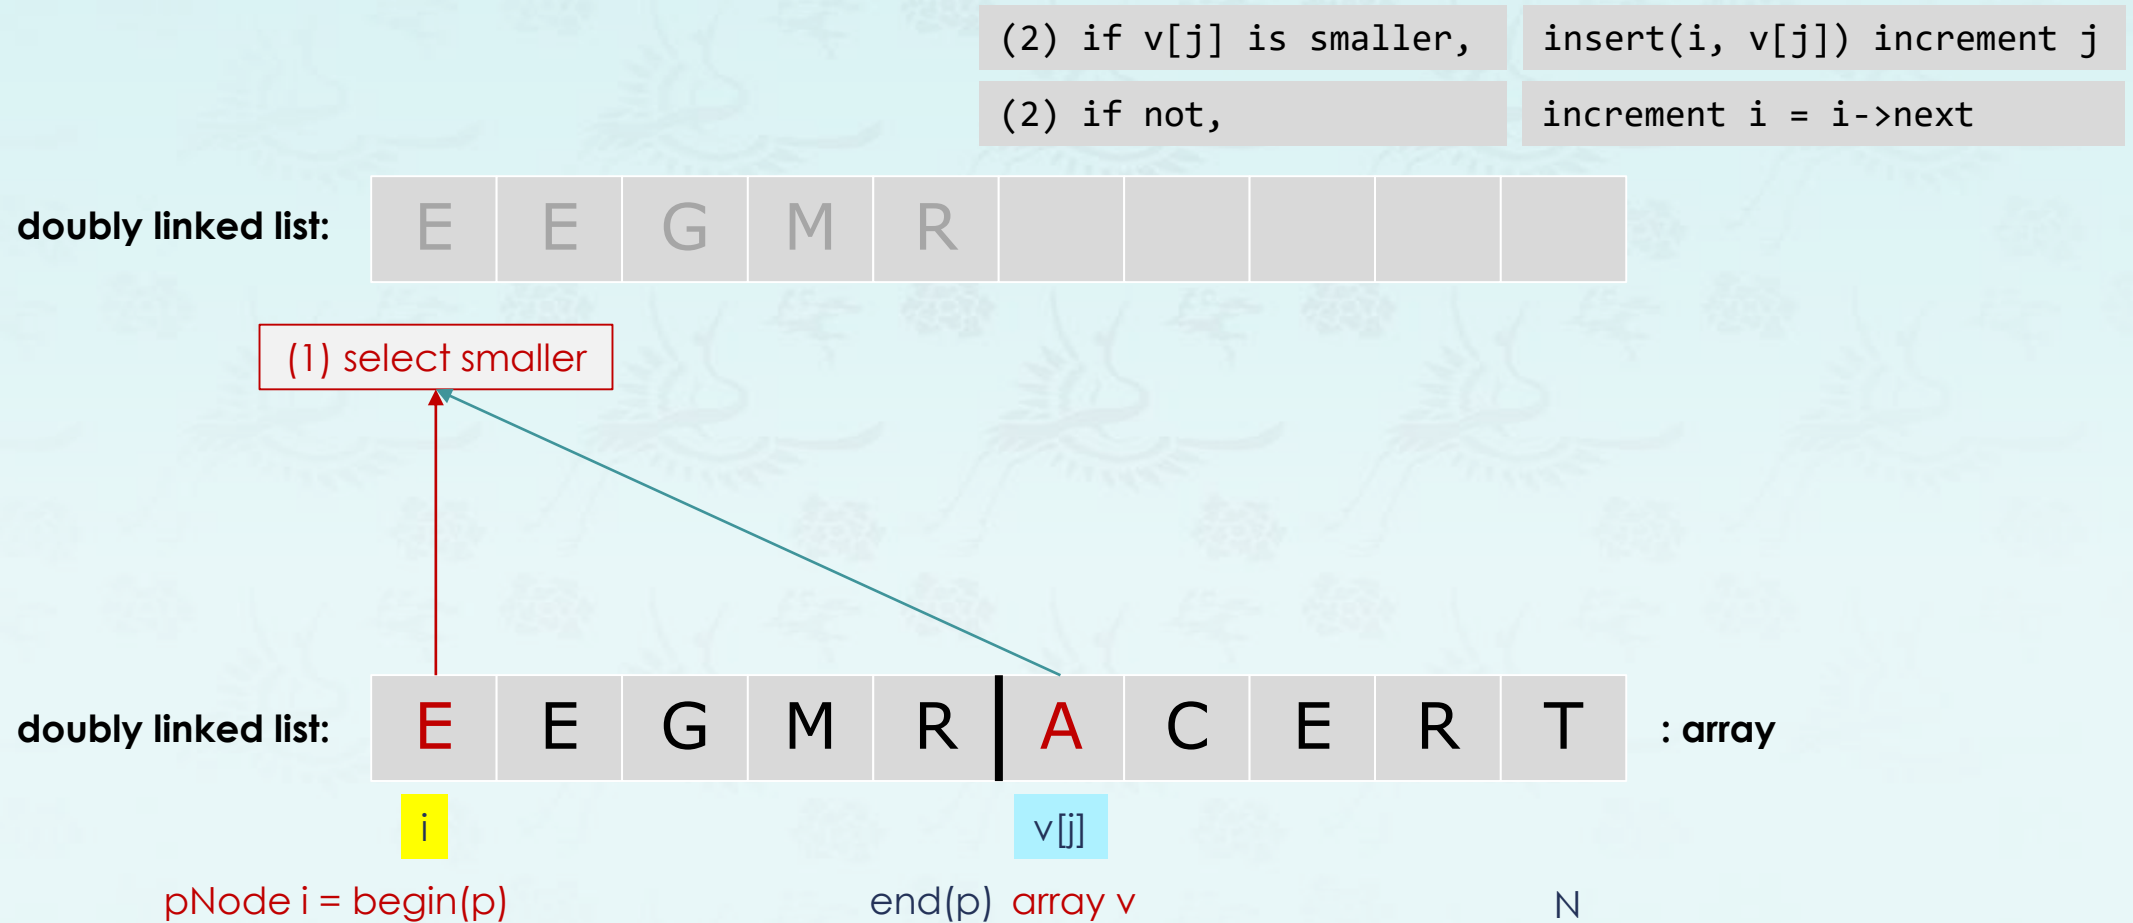 (2) if v[j] is smaller, insert(i, v[j]) increment j
(2) if not, increment i = i->next
doubly linked list: E E G M R
(1) select smaller
doubly linked list: E E G M R A C E R T : array
i v[j]
pNode i = begin(p) end(p) array v N